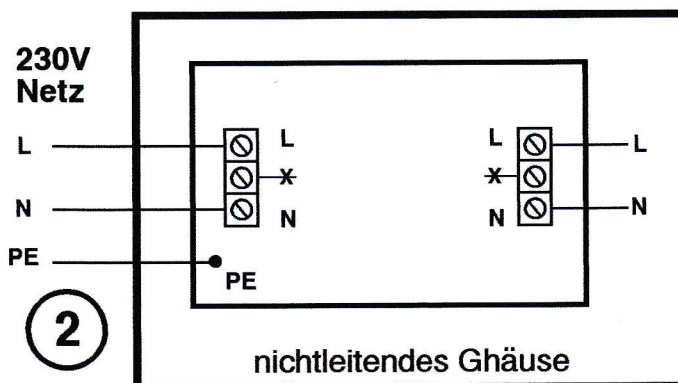 230V
Netz
L L L L
X X
N N N N
PE PE
2
nichtleitendes Ghäuse